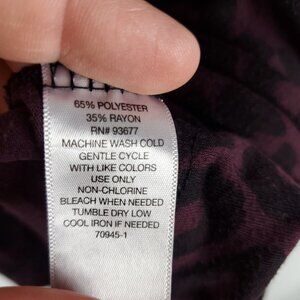 65% POLYESTER
35% RAYON
RN# 93677
MACHINE WASH COLD
GENTLE CYCLE
WITH LIKE COLORS
USE ONLY
NON-CHLORINE
BLEACH WHEN NEEDED
TUMBLE DRY LOW
COOL IRON IF NEEDED
70945-1